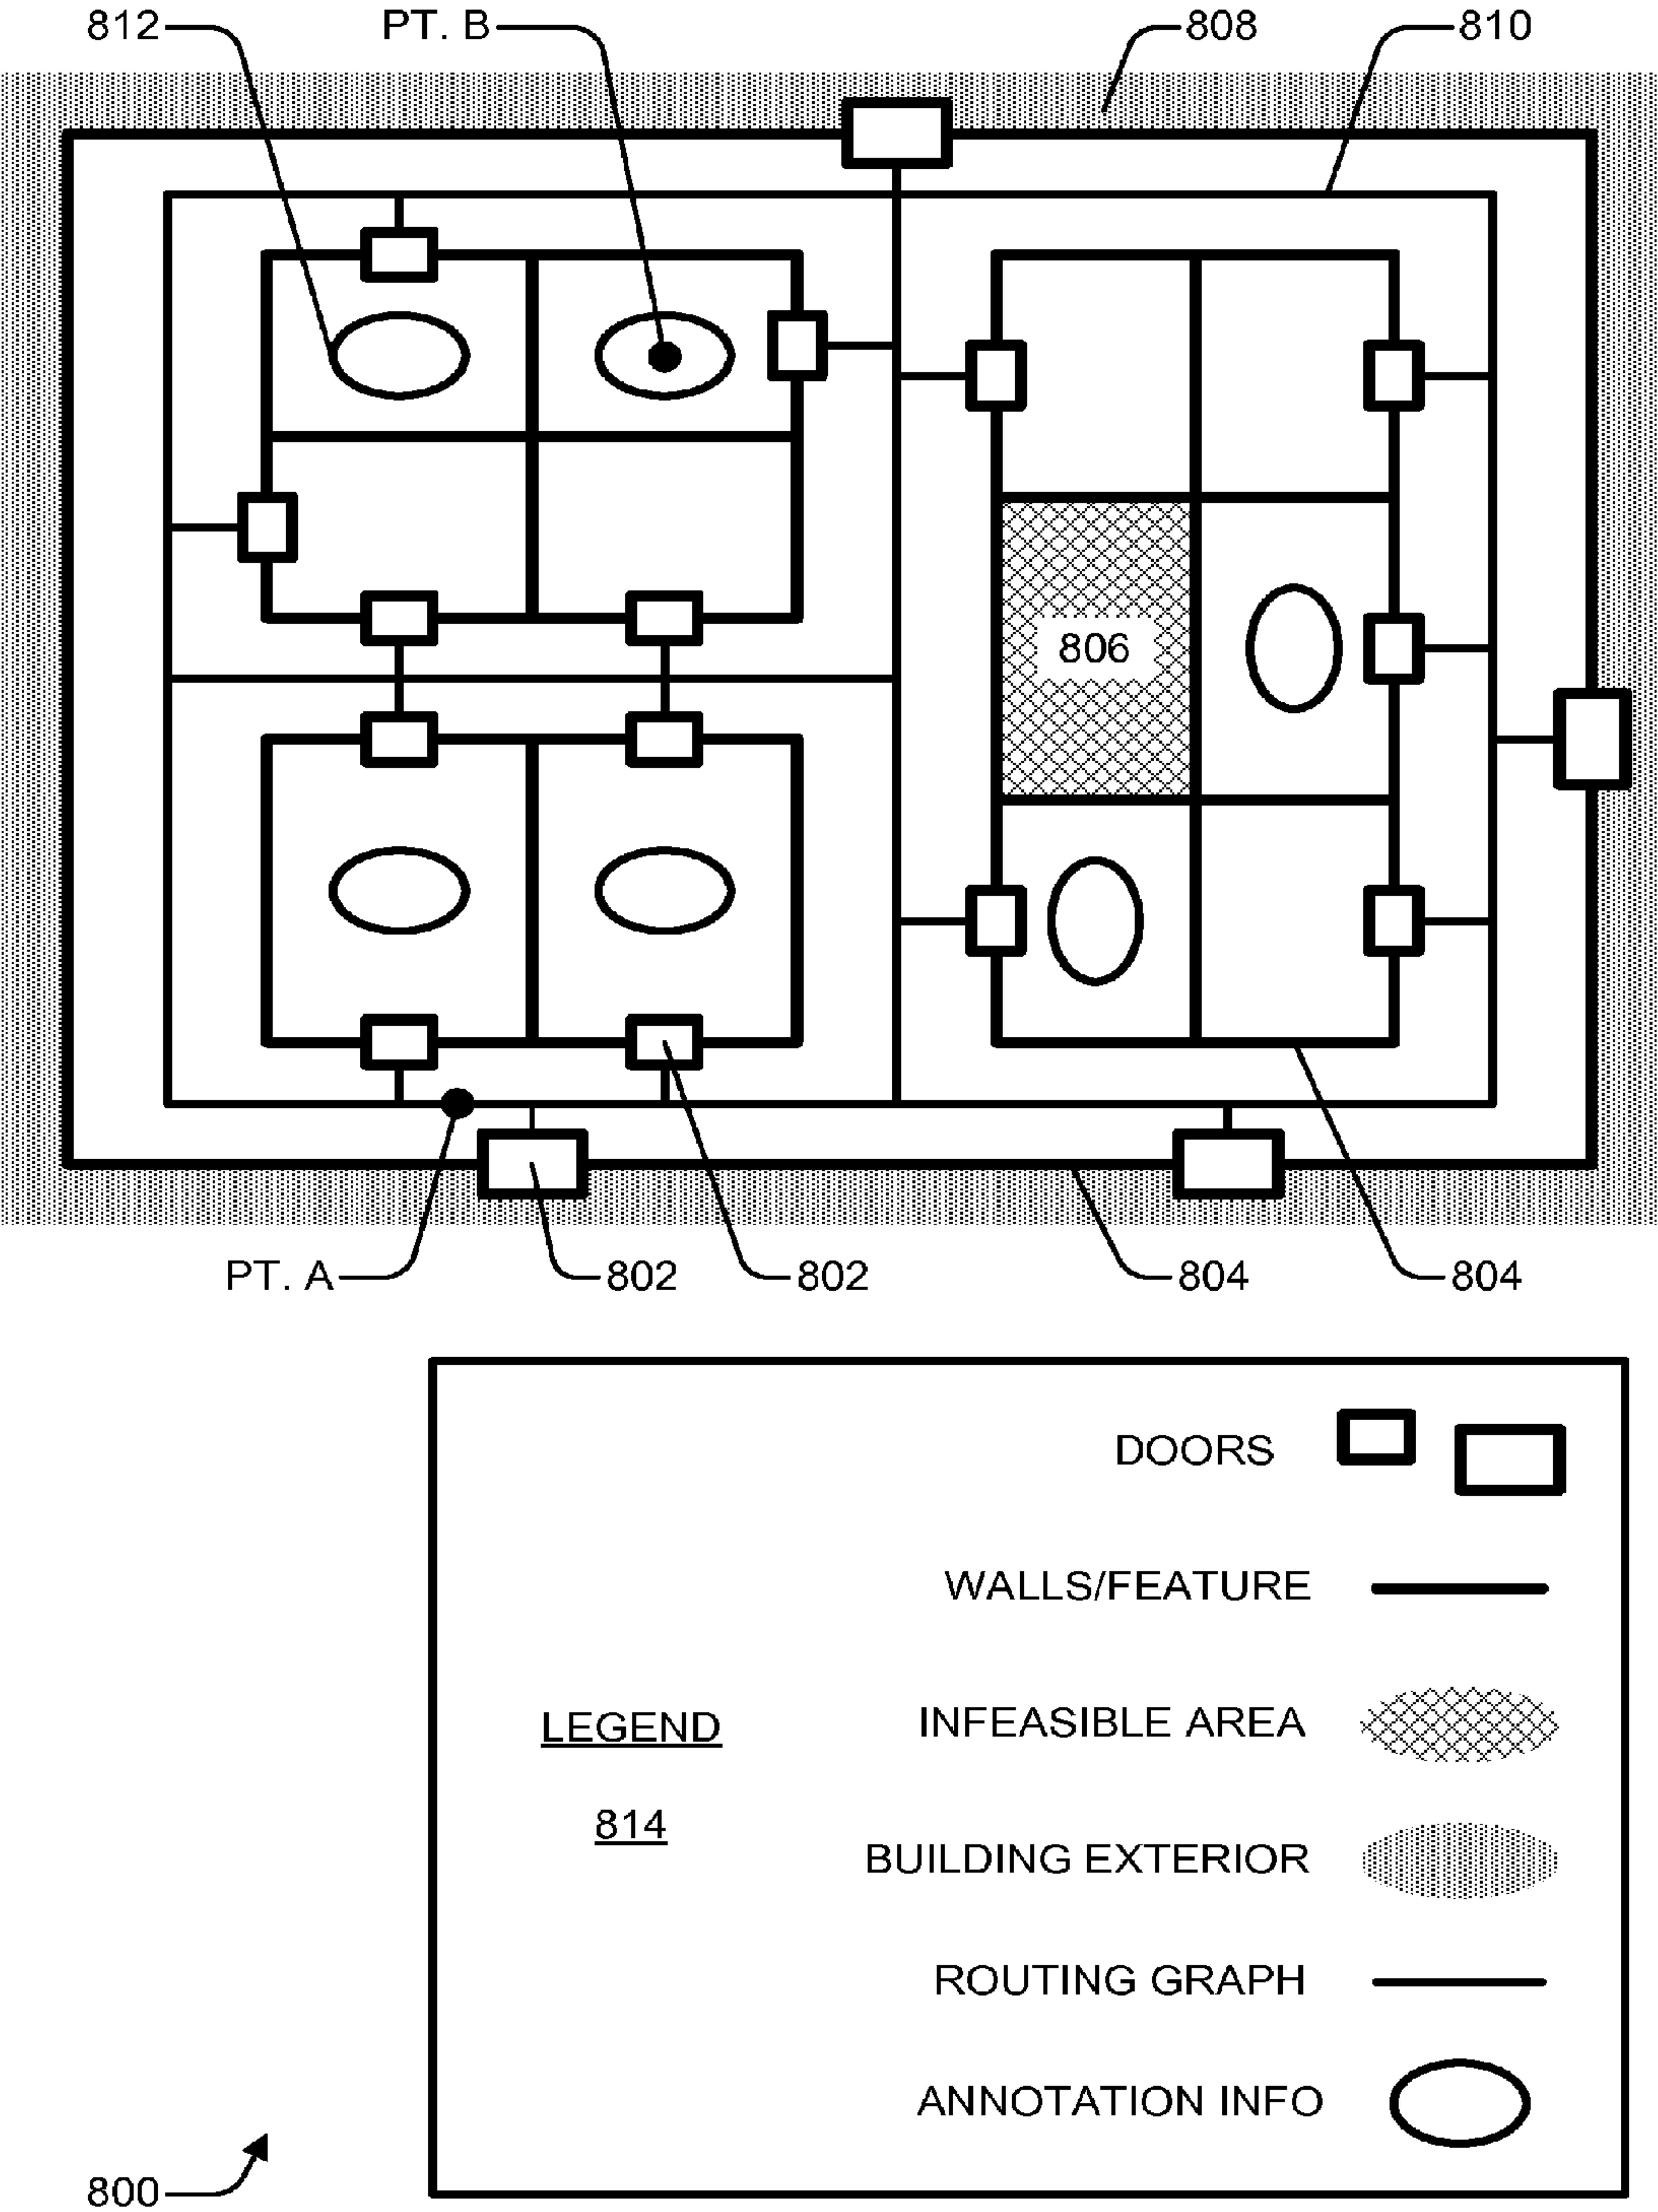 812 PT. B 808 810
806
PT. A 802 802 804 804
DOORS
WALLS/FEATURE
LEGEND
814
INFEASIBLE AREA
BUILDING EXTERIOR
ROUTING GRAPH
ANNOTATION INFO
800